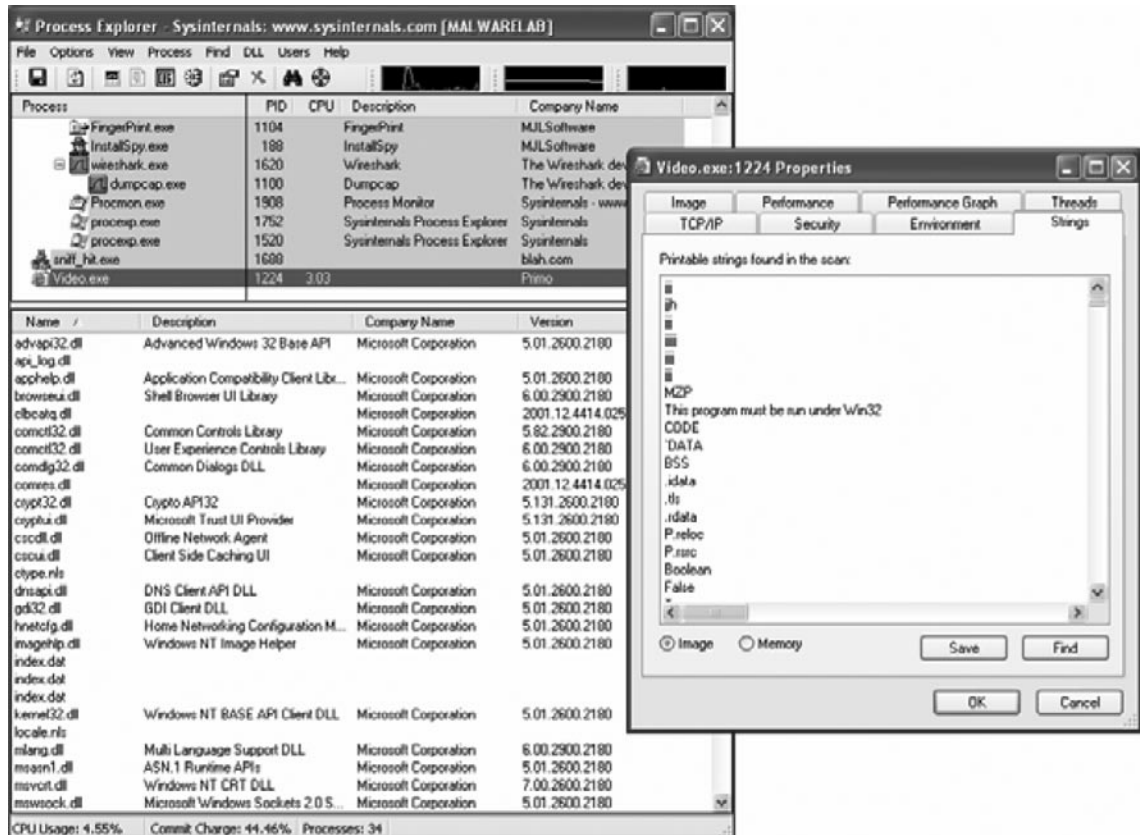 Process Explorer - Sysinternals: www.sysinternals.com [MALWARELAB]
File Options View Process Find DLL Users Help
Process PID CPU Description Company Name
FingerPrint.exe 1104 FingerPrint MJLSoftware
InstallSpy.exe 188 InstallSpy MJLSoftware
wireshark.exe 1620 Wireshark The Wireshark dev
dumpcap.exe 1100 Dumpcap The Wireshark dev
Procmon.exe 1908 Process Monitor Sysinternals - www
procexp.exe 1752 Sysinternals Process Explorer Sysinternals
procexp.exe 1520 Sysinternals Process Explorer Sysinternals
sniff_hit.exe 1688 blah.com
Video.exe 1224 3.03 Primo
Name / Description Company Name Version
advapi32.dll Advanced Windows 32 Base API Microsoft Corporation 5.01.2600.2180
api_log.dll
apphelp.dll Application Compatibility Client Libr... Microsoft Corporation 5.01.2600.2180
browseui.dll Shell Browser UI Library Microsoft Corporation 6.00.2900.2180
clbcatq.dll Microsoft Corporation 2001.12.4414.025
comctl32.dll Common Controls Library Microsoft Corporation 5.82.2900.2180
comctl32.dll User Experience Controls Library Microsoft Corporation 6.00.2900.2180
comdlg32.dll Common Dialogs DLL Microsoft Corporation 6.00.2900.2180
comres.dll Microsoft Corporation 2001.12.4414.025
crypt32.dll Crypto API32 Microsoft Corporation 5.131.2600.2180
cryptui.dll Microsoft Trust UI Provider Microsoft Corporation 5.131.2600.2180
cscdll.dll Offline Network Agent Microsoft Corporation 5.01.2600.2180
cscui.dll Client Side Caching UI Microsoft Corporation 5.01.2600.2180
ctype.nls
dnsapi.dll DNS Client API DLL Microsoft Corporation 5.01.2600.2180
gdi32.dll GDI Client DLL Microsoft Corporation 5.01.2600.2180
hnetcfg.dll Home Networking Configuration M... Microsoft Corporation 5.01.2600.2180
imagehlp.dll Windows NT Image Helper Microsoft Corporation 5.01.2600.2180
index.dat
index.dat
index.dat
kernel32.dll Windows NT BASE API Client DLL Microsoft Corporation 5.01.2600.2180
locale.nls
mlang.dll Multi Language Support DLL Microsoft Corporation 6.00.2900.2180
msasn1.dll ASN.1 Runtime APIs Microsoft Corporation 5.01.2600.2180
msvcrt.dll Windows NT CRT DLL Microsoft Corporation 7.00.2600.2180
mswsock.dll Microsoft Windows Sockets 2.0 S... Microsoft Corporation 5.01.2600.2180
CPU Usage: 4.55% Commit Charge: 44.46% Processes: 34
Video.exe:1224 Properties
Image Performance Performance Graph Threads
TCP/IP Security Environment Strings
Printable strings found in the scan:
MZP
This program must be run under Win32
CODE
`DATA
BSS
.idata
.tls
.rdata
P.reloc
P.rsrc
Boolean
False
Image Memory Save Find
OK Cancel